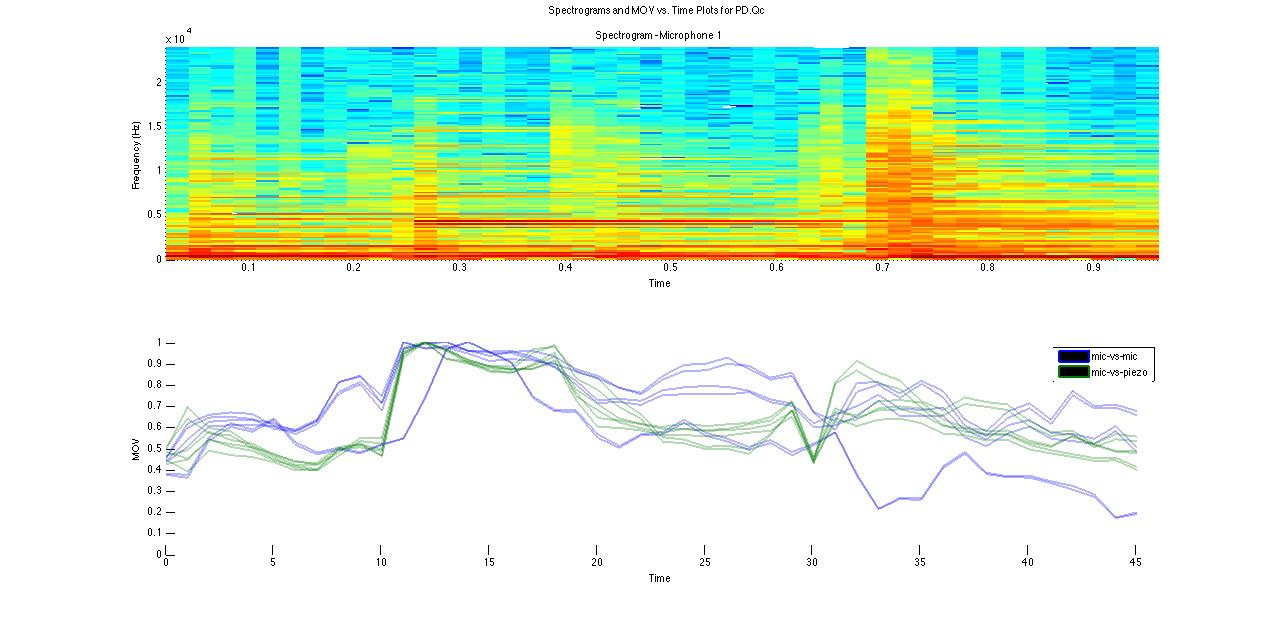 Spectrograms and MOV vs. Time Plots for PD.Qc
Spectrogram-Microphone 1
x 10^4
Frequency (Hz)
2
1.5
1
0.5
0
0.1 0.2 0.3 0.4 0.5 0.6 0.7 0.8 0.9
Time
MOV
1
0.9
0.8
0.7
0.6
0.5
0.4
0.3
0.2
0.1
0
mic-vs-mic
mic-vs-piezo
0 5 10 15 20 25 30 35 40 45
Time